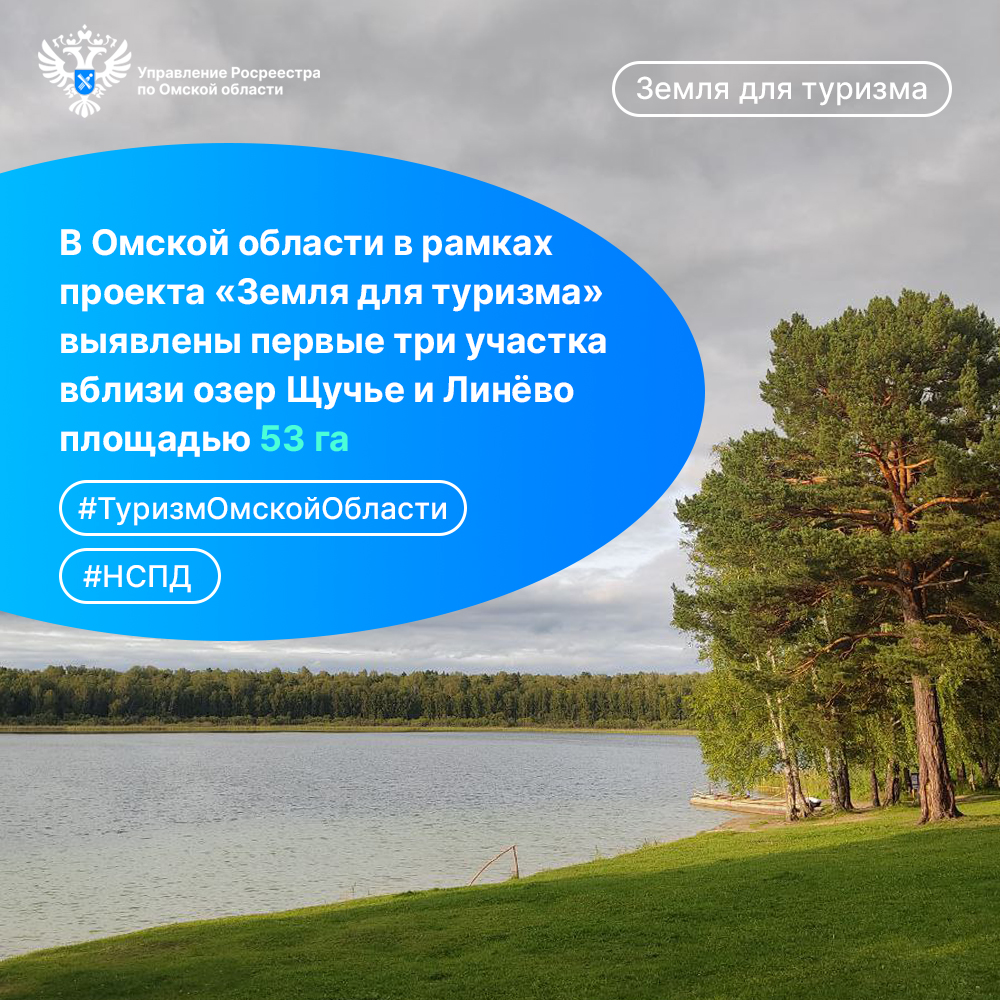 Управление Росреестра
по Омской области
Земля для туризма
В Омской области в рамках
проекта «Земля для туризма»
выявлены первые три участка
вблизи озер Щучье и Линёво
площадью 53 га
#ТуризмОмскойОбласти
#НСПД